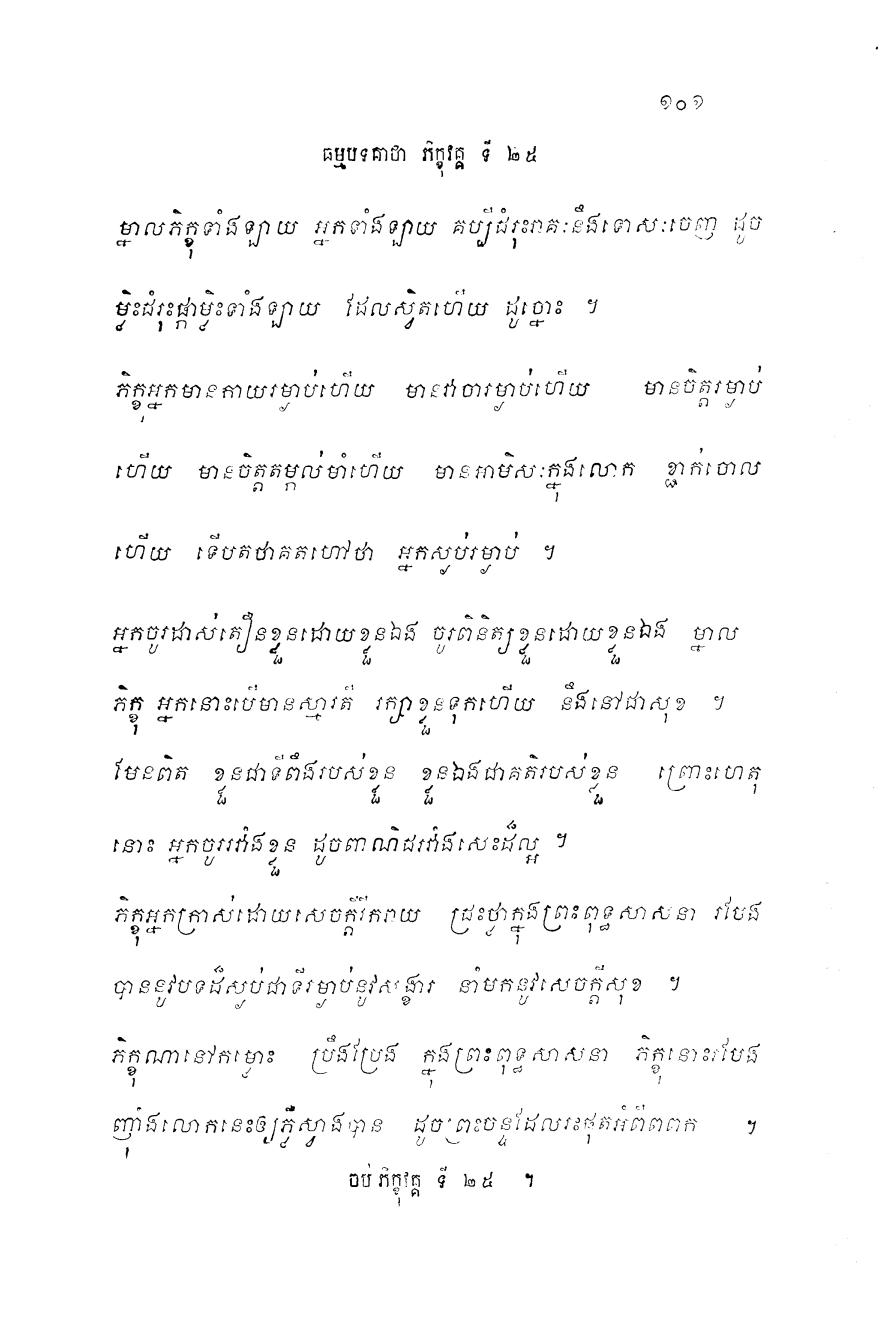 ១០១
ធម្មបទគាថា ភិក្ខុវគ្គ ទី ២៥
ម្នាលភិក្ខុទាំងឡាយ អ្នកទាំងឡាយ គប្បីជំរុះរាគៈនឹងទោសៈចេញ ដូច
ម្លិះជំរុះផ្កាម្លិះទាំងឡាយ ដែលស្វិតហើយ ដូច្នោះ ។
ភិក្ខុអ្នកមានកាយរម្ងាប់ហើយ មានវាចារម្ងាប់ហើយ មានចិត្តរម្ងាប់
ហើយ មានចិត្តតម្កល់មាំហើយ មានអាមិសៈក្នុងលោក ខ្ជាក់ចោល
ហើយ ទើបតថាគតហៅថា អ្នកស្ងប់រម្ងាប់ ។
អ្នកចូរដាស់តឿនខ្លួនដោយខ្លួនឯង ចូរពិនិត្យខ្លួនដោយខ្លួនឯង ម្នាល
ភិក្ខុ អ្នកនោះបើមានស្មារតី រក្សាខ្លួនទុកហើយ នឹងនៅជាសុខ ។
មែនពិត ខ្លួនជាទីពឹងរបស់ខ្លួន ខ្លួនឯងជាគតិរបស់ខ្លួន ព្រោះហេតុ
នោះ អ្នកចូររវាំងខ្លួន ដូចពាណិជរវាំងសេះដ៏ល្អ ។
ភិក្ខុអ្នកក្រាស់ដោយសេចក្តីរីករាយ ជ្រះថ្លាក្នុងព្រះពុទ្ធសាសនា រមែង
បាននូវបទដ៏ស្ងប់ជាទីរម្ងាប់នូវសង្ខារ នាំមកនូវសេចក្តីសុខ ។
ភិក្ខុណានៅកម្លោះ ប្រឹងប្រែង ក្នុងព្រះពុទ្ធសាសនា ភិក្ខុនោះរមែង
ញ៉ាំងលោកនេះឲ្យភ្លឺស្វាងបាន ដូចព្រះចន្ទដែលរះផុតអំពីពពក ។
ចប់ ភិក្ខុវគ្គ ទី ២៥ ។